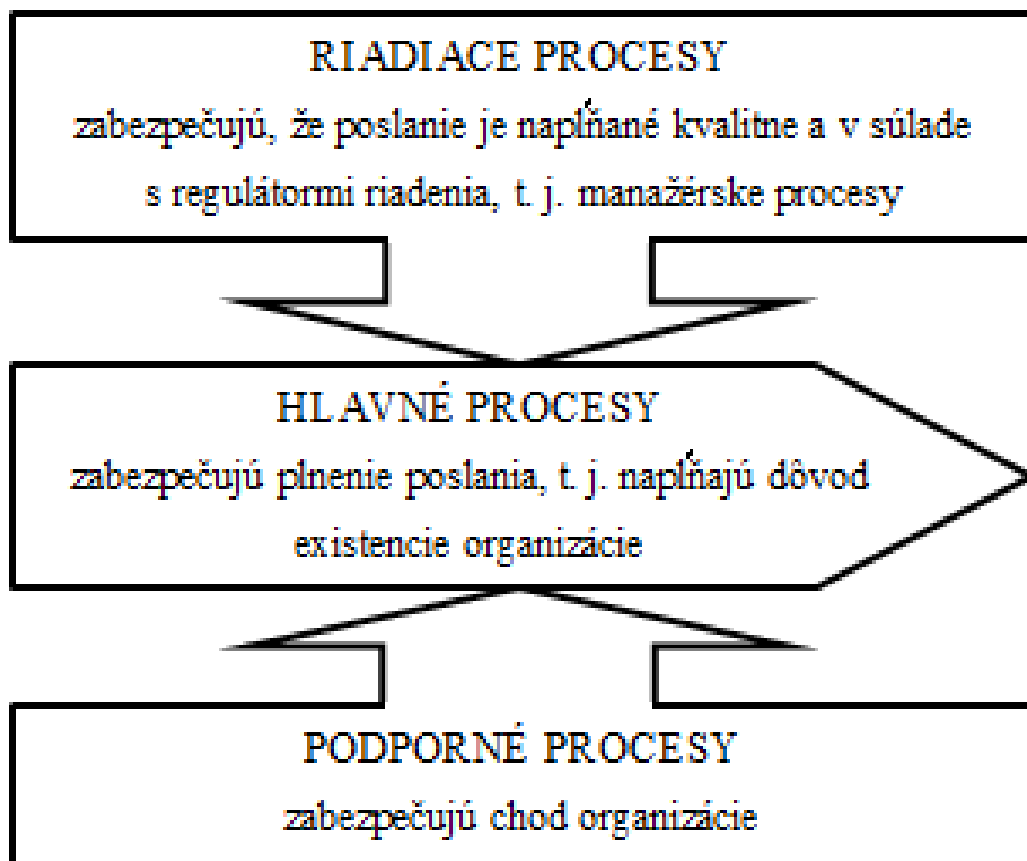 RIADIACE PROCESY
zabezpečujú, že poslanie je napĺňané kvalitne a v súlade
s regulátormi riadenia, t. j. manažérske procesy
HLAVNÉ PROCESY
zabezpečujú plnenie poslania, t. j. napĺňajú dôvod
existencie organizácie
PODPORNÉ PROCESY
zabezpečujú chod organizácie